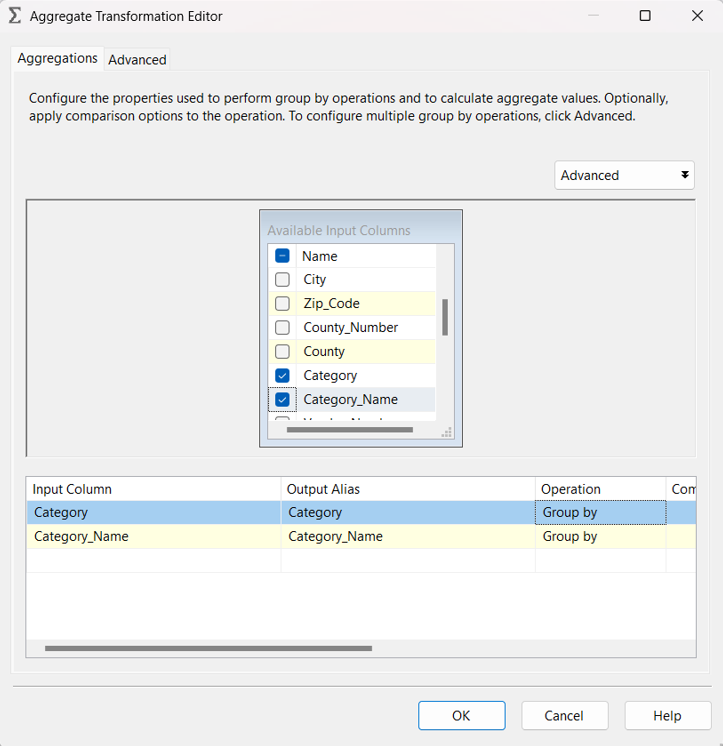 Aggregate Transformation Editor
Aggregations
Advanced
Configure the properties used to perform group by operations and to calculate aggregate values. Optionally,
apply comparison options to the operation. To configure multiple group by operations, click Advanced.
Advanced
Available Input Columns
Name
City
Zip_Code
County_Number
County
Category
Category_Name
Input Column Output Alias Operation Com
Category Category Group by
Category_Name Category_Name Group by
OK Cancel Help